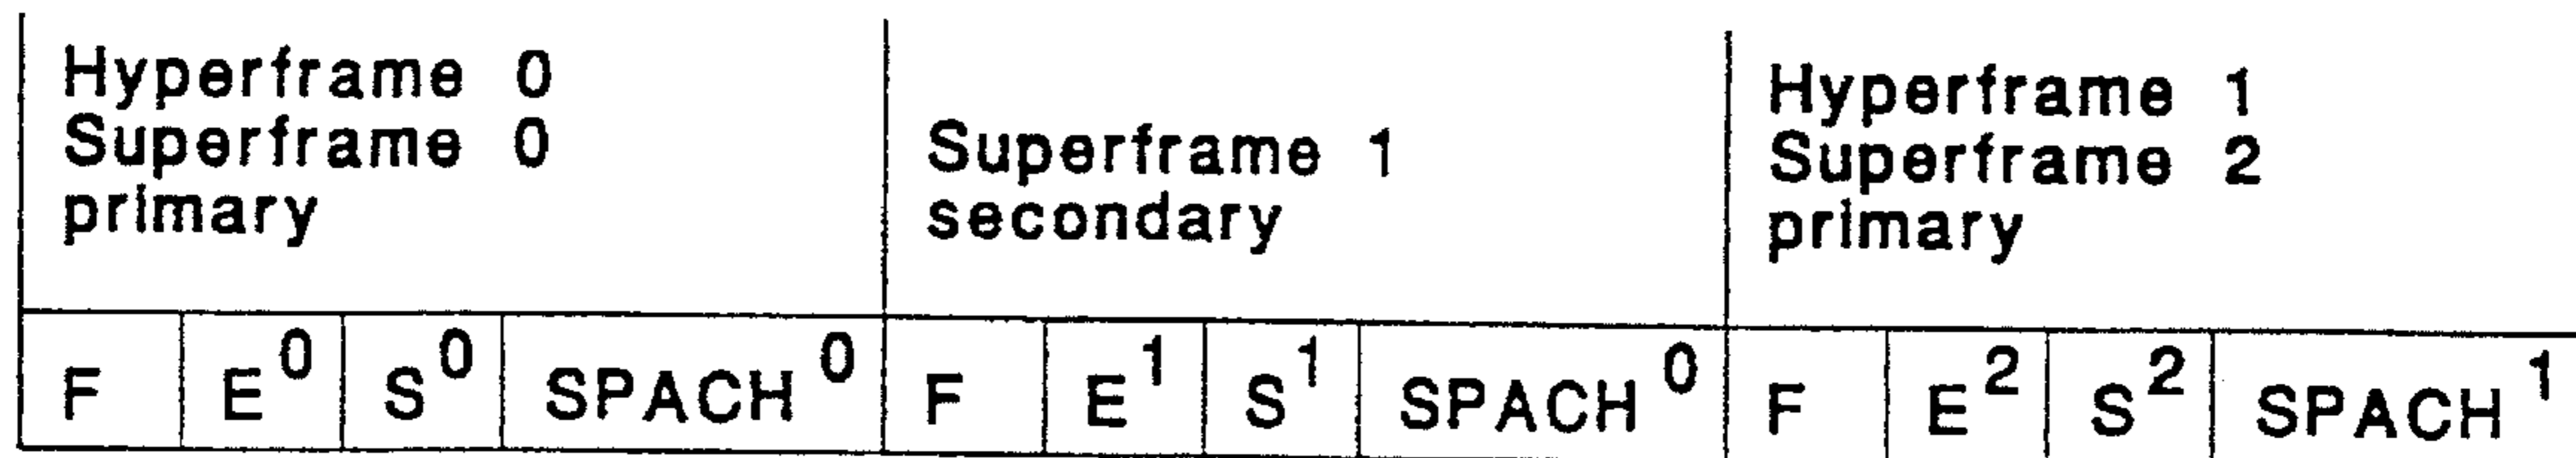 Hyperframe 0
Superframe 0
primary
Superframe 1
secondary
Hyperframe 1
Superframe 2
primary
F E⁰ S⁰ SPACH⁰ F E¹ S¹ SPACH⁰ F E² S² SPACH¹